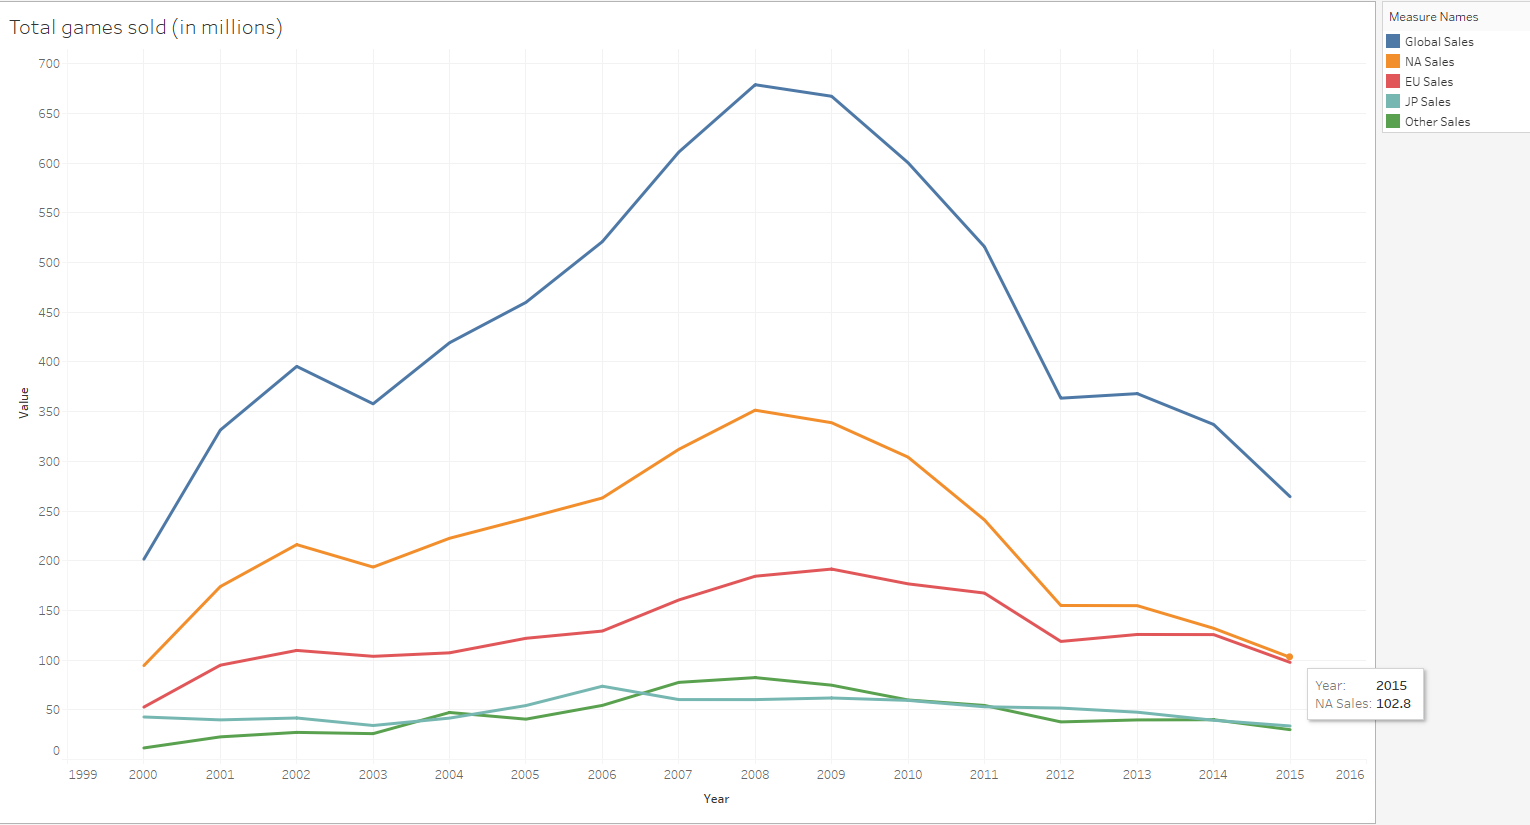 Total games sold (in millions)
Measure Names
Global Sales
NA Sales
EU Sales
JP Sales
Other Sales
700
650
600
550
500
450
400
350
300
250
200
150
100
50
0
Value
Year: 2015
NA Sales: 102.8
1999 2000 2001 2002 2003 2004 2005 2006 2007 2008 2009 2010 2011 2012 2013 2014 2015 2016
Year